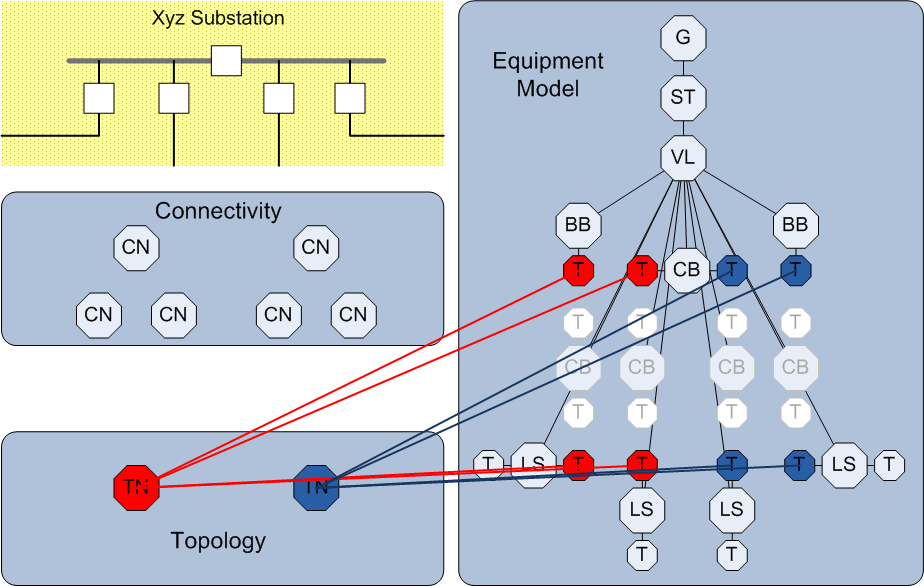 Xyz Substation
Equipment
Model
G
ST
VL
BB
BB
T
T
CB
T
T
T
T
T
T
CB
CB
CB
CB
T
T
T
T
T
LS
T
T
T
T
LS
T
LS
LS
T
T
Connectivity
CN
CN
CN
CN
CN
CN
TN
TN
Topology